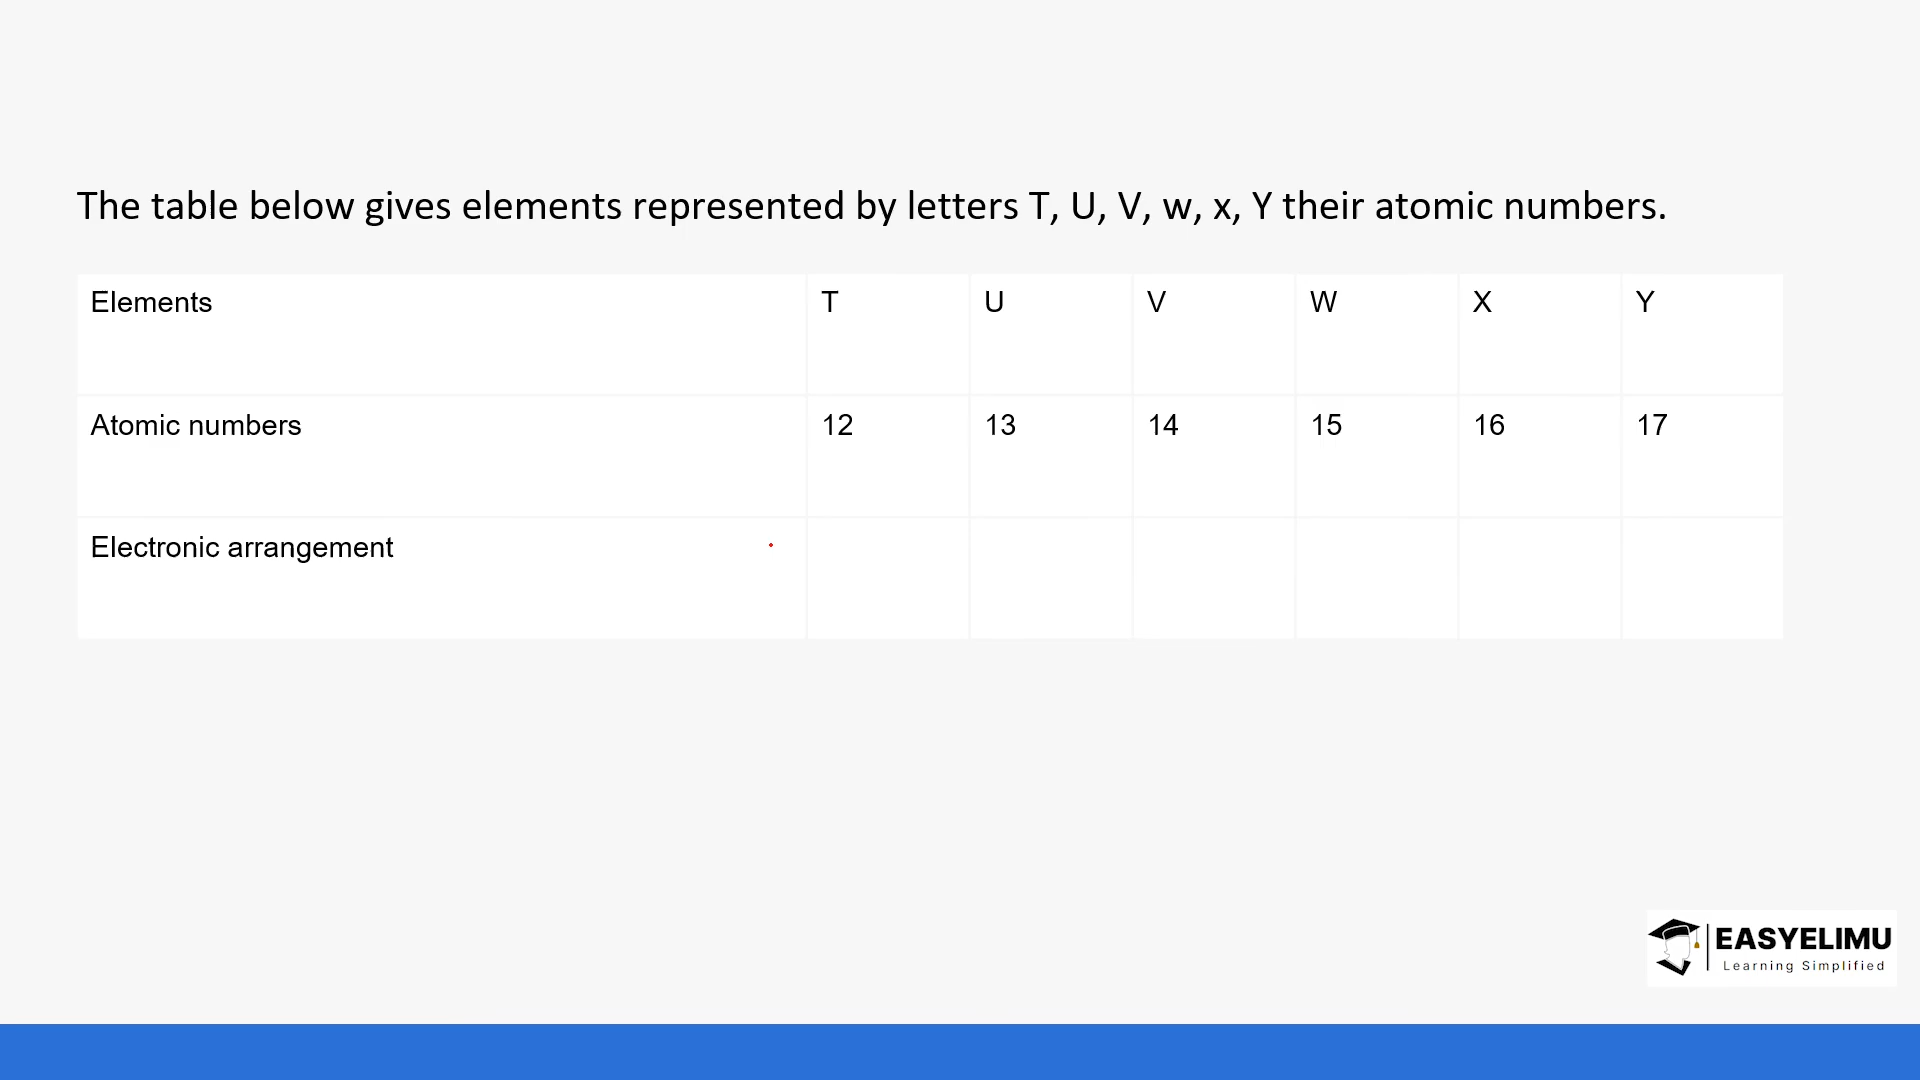 The table below gives elements represented by letters T, U, V, w, x, Y their atomic numbers.
Elements T U V W X Y
Atomic numbers 12 13 14 15 16 17
Electronic arrangement
EASYELIMU
Learning Simplified